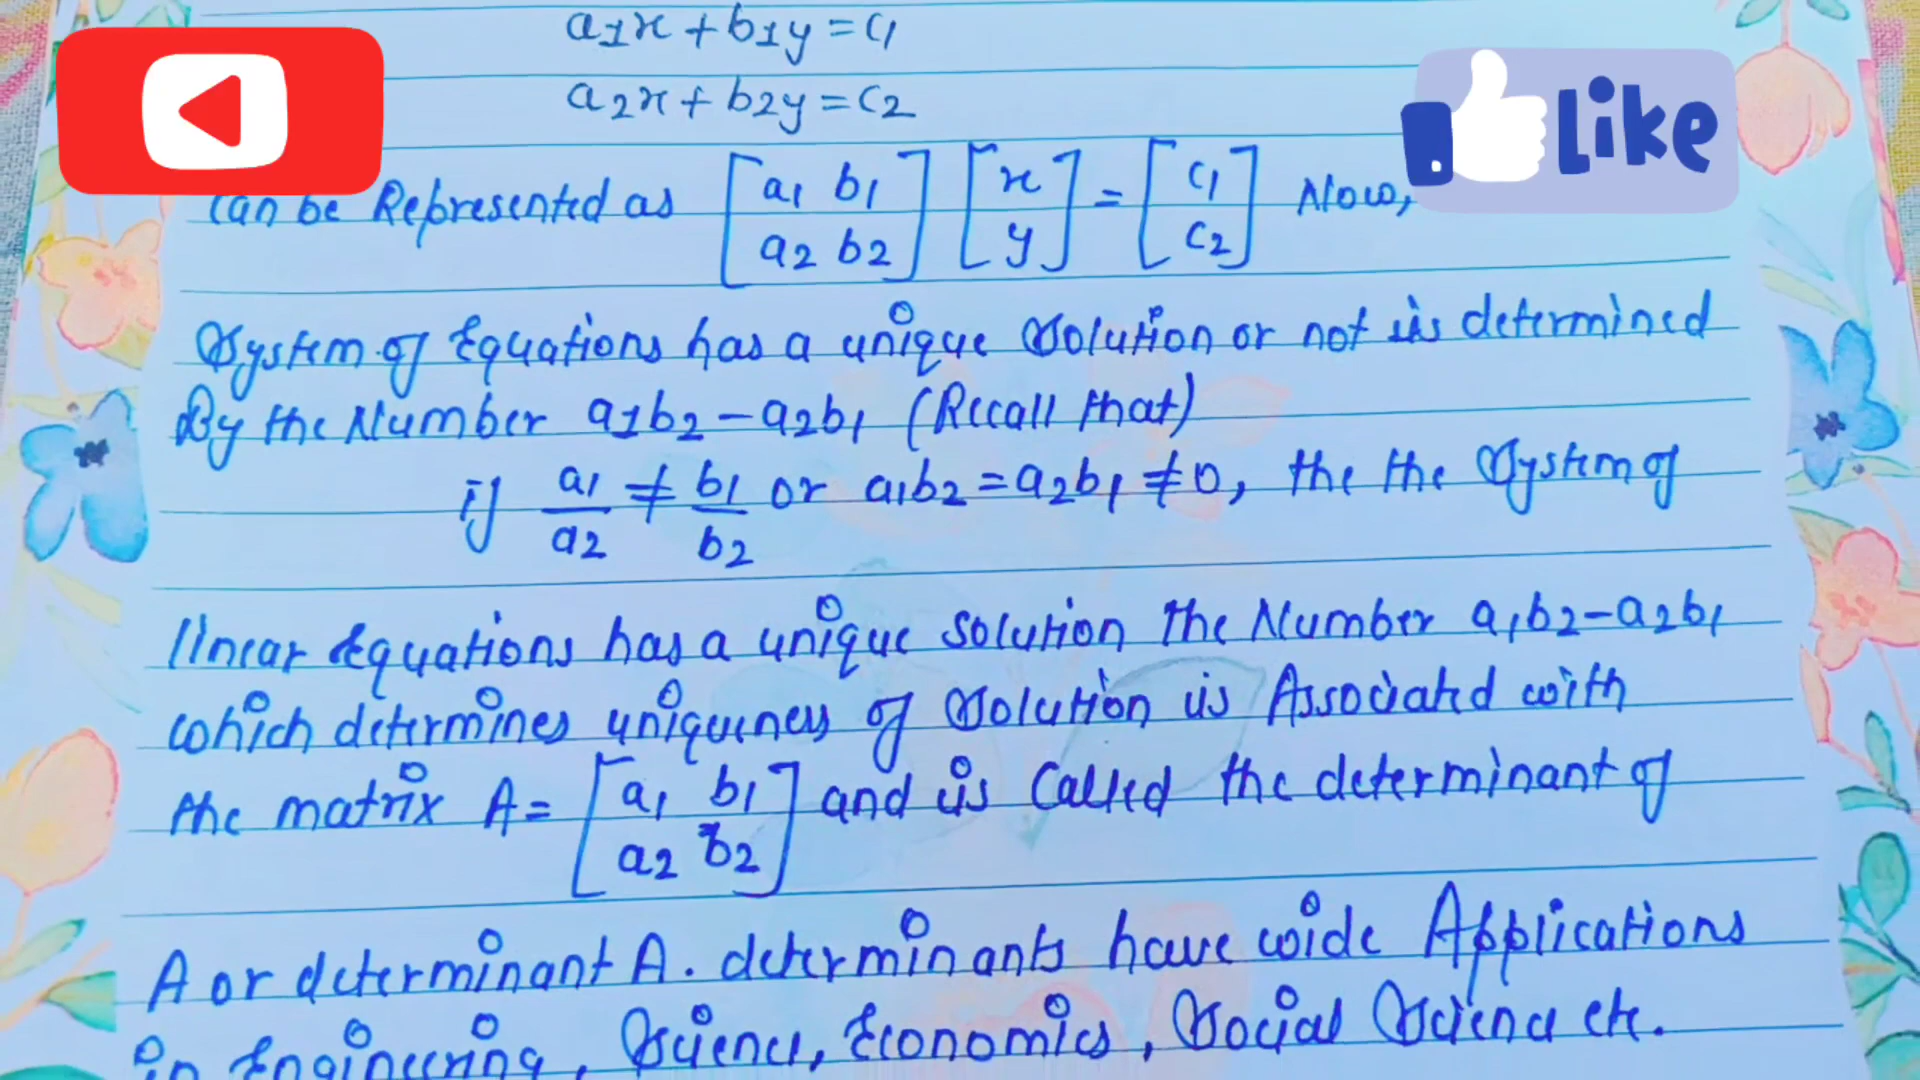 a1x + b1y = c1
a2x + b2y = c2
Like
can be Represented as [a1 b1 a2 b2] [x y] = [c1 c2] Now,
System of Equations has a unique Solution or not is determined
By the Number a1b2 - a2b1 (Recall that)
if a1/a2 ≠ b1/b2 or a1b2 = a2b1 ≠ 0, the the System of
linear Equations has a unique solution the Number a1b2 - a2b1
which determines uniqueness of Solution is Associated with
the matrix A = [a1 b1 a2 b2] and is Called the determinant of
A or determinant A. determinants have wide Applications
in Engineering, Science, Economics, Social Science etc.